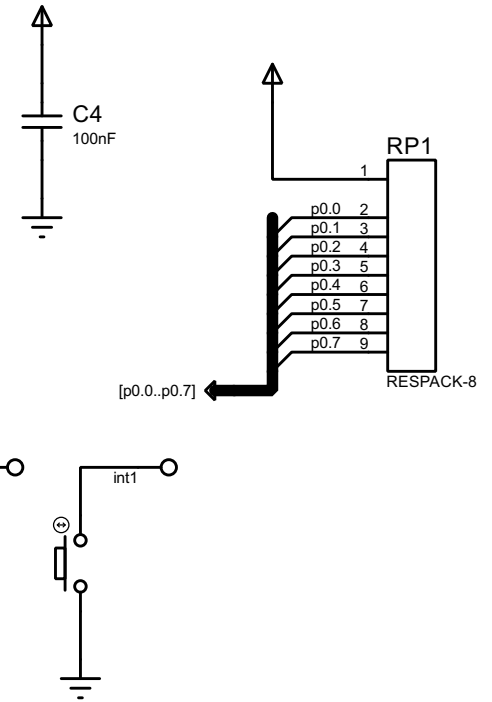 C4
100nF
RP1
1
p0.0 2
p0.1 3
p0.2 4
p0.3 5
p0.4 6
p0.5 7
p0.6 8
p0.7 9
RESPACK-8
[p0.0..p0.7]
int1